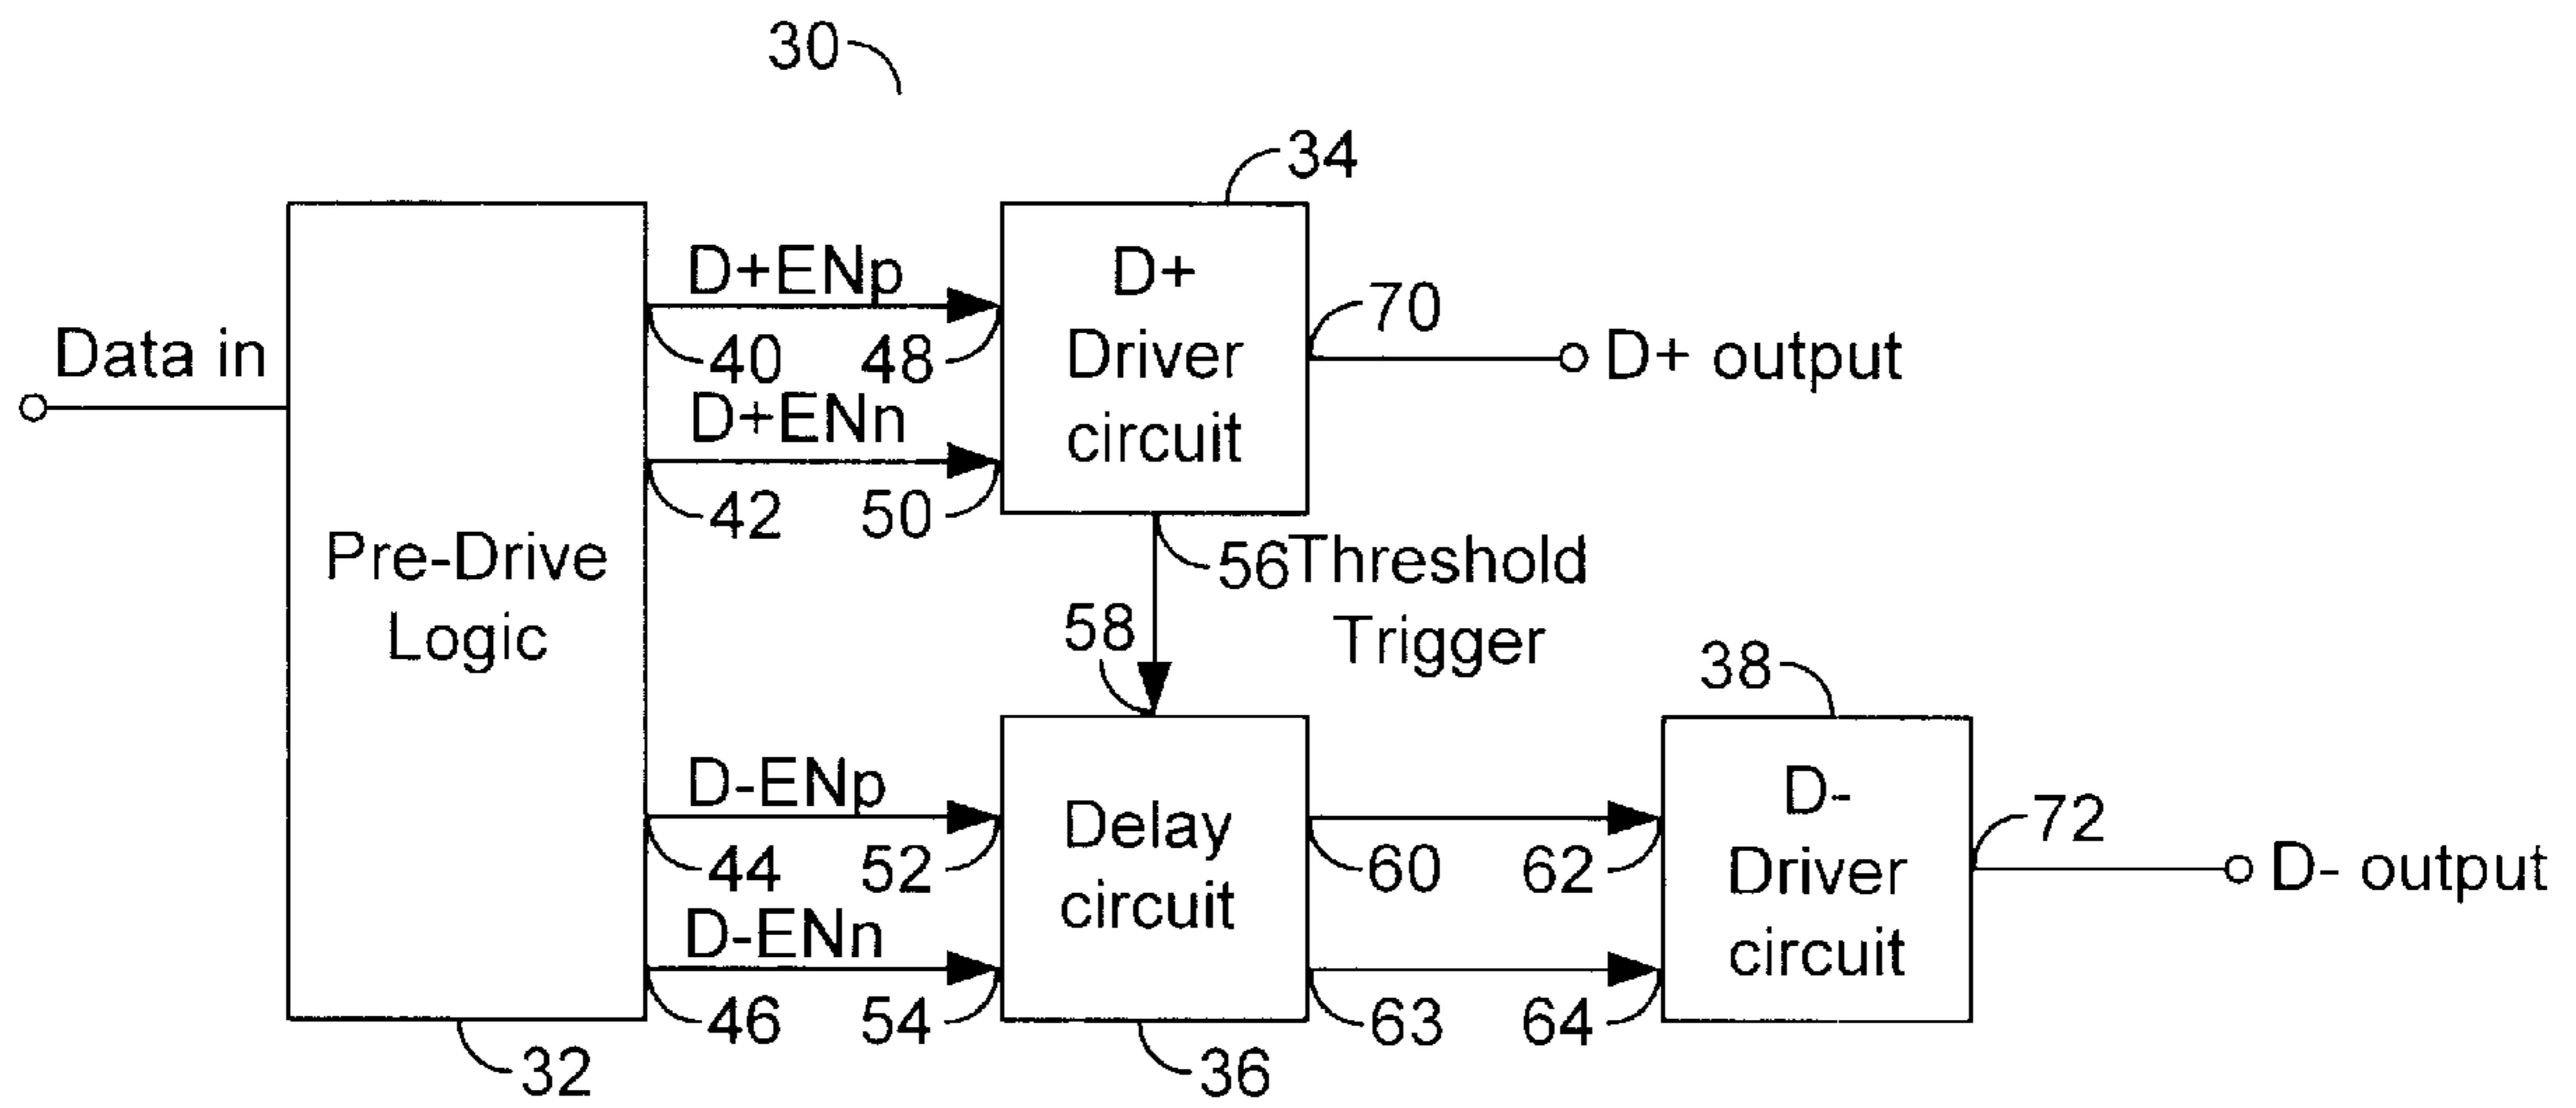 30
34
D+ENp
D+
Driver
circuit
70
Data in
40
48
D+ output
D+ENn
42
50
Pre-Drive
Logic
56
Threshold
Trigger
58
38
D-ENp
Delay
circuit
D-
Driver
circuit
72
44
52
60
62
D- output
D-ENn
46
54
63
64
32
36